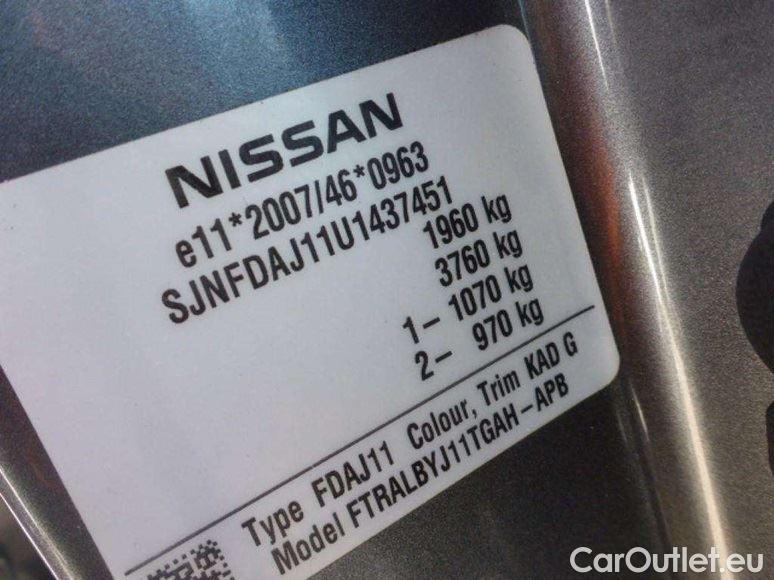 NISSAN
e11*2007/46*0963
SJNFDAJ11U1437451
1960 kg
3760 kg
1– 1070 kg
2– 970 kg
Type FDAJ11 Colour, Trim KAD G
Model FTRALBYJ11TGAH–APB
CarOutlet.eu